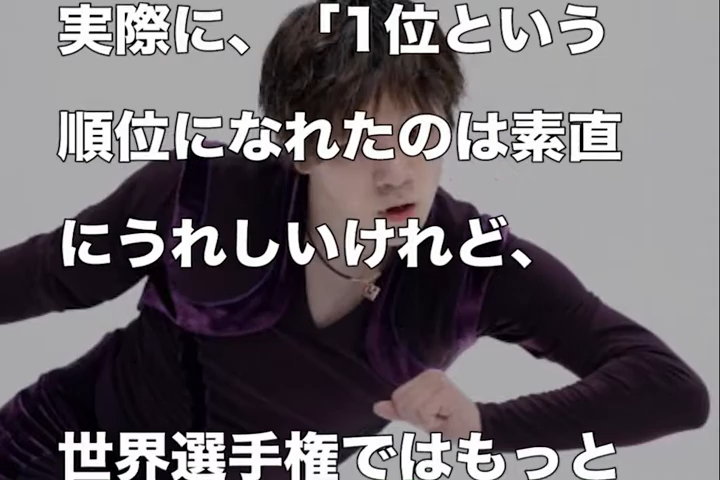 実際に、「1位という
順位になれたのは素直
にうれしいけれど、
世界選手権ではもっと